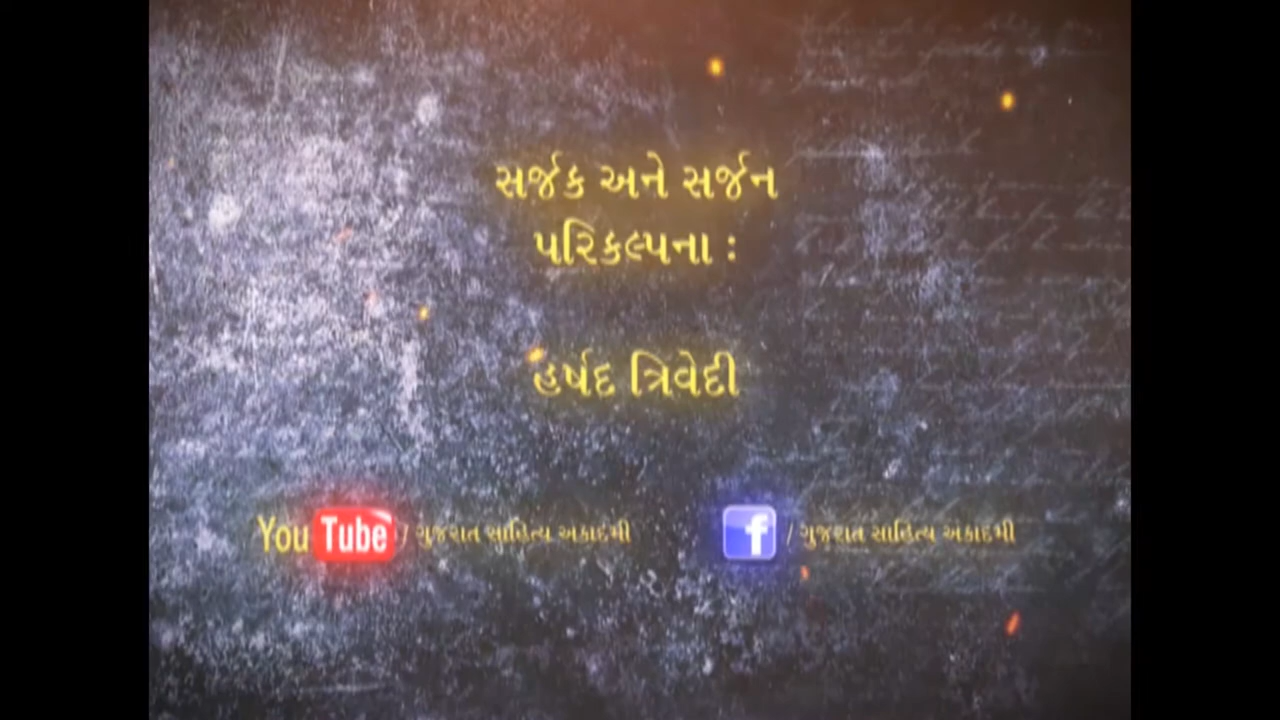 સર્જક અને સર્જન
પરિકલ્પના :
હર્ષદ ત્રિવેદી
YouTube / ગુજરાત સાહિત્ય અકાદમી
f / ગુજરાત સાહિત્ય અકાદમી